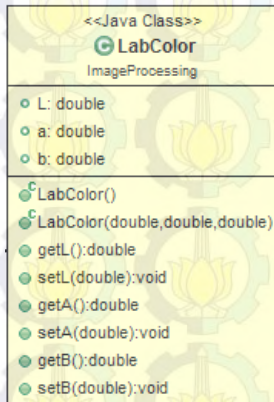 <<Java Class>>
C LabColor
ImageProcessing
L: double
a: double
b: double
C LabColor()
C LabColor(double,double,double)
getL():double
setL(double):void
getA():double
setA(double):void
getB():double
setB(double):void